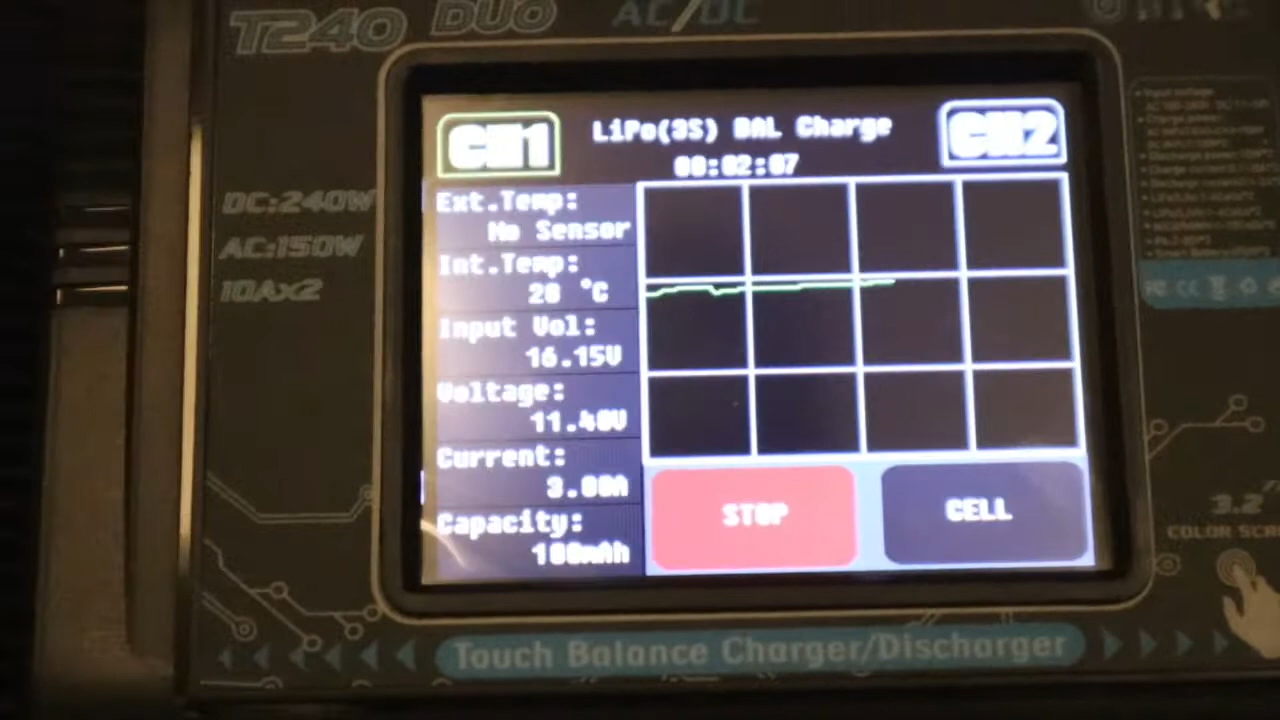 T240 DUO AC/DC
CH1
LiPo(3S) BAL Charge
CH2
00:02:07
Ext.Temp:
No Sensor
Int.Temp:
28 °C
Input Vol:
16.15V
Voltage:
11.40V
Current:
3.00A
Capacity:
100mAh
STOP
CELL
DC:240W
AC:150W
10Ax2
3.2"
COLOR SCR
Touch Balance Charger/Discharger